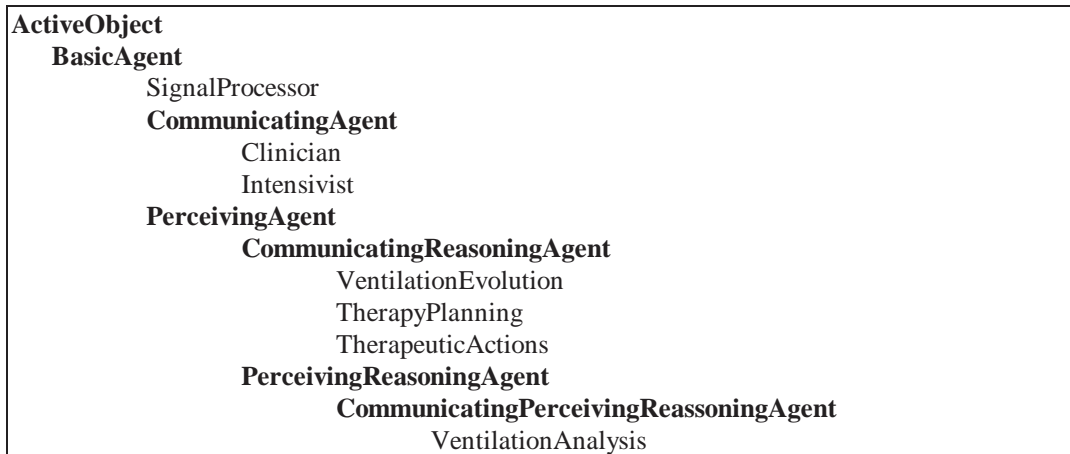 ActiveObject
BasicAgent
SignalProcessor
CommunicatingAgent
Clinician
Intensivist
PerceivingAgent
CommunicatingReasoningAgent
VentilationEvolution
TherapyPlanning
TherapeuticActions
PerceivingReasoningAgent
CommunicatingPerceivingReassoningAgent
VentilationAnalysis